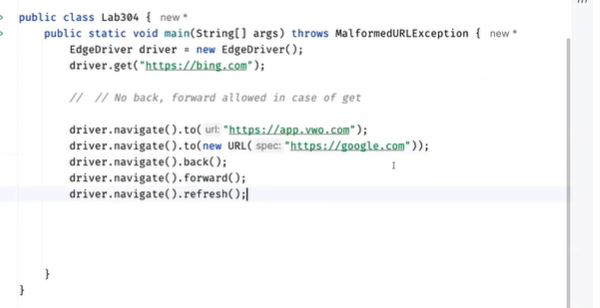 public class Lab304 { new *
public static void main(String[] args) throws MalformedURLException { new *
EdgeDriver driver = new EdgeDriver();
driver.get("https://bing.com");
// // No back, forward allowed in case of get
driver.navigate().to( url: "https://app.vwo.com");
driver.navigate().to(new URL( spec: "https://google.com"));
driver.navigate().back();
driver.navigate().forward();
driver.navigate().refresh();
}
}